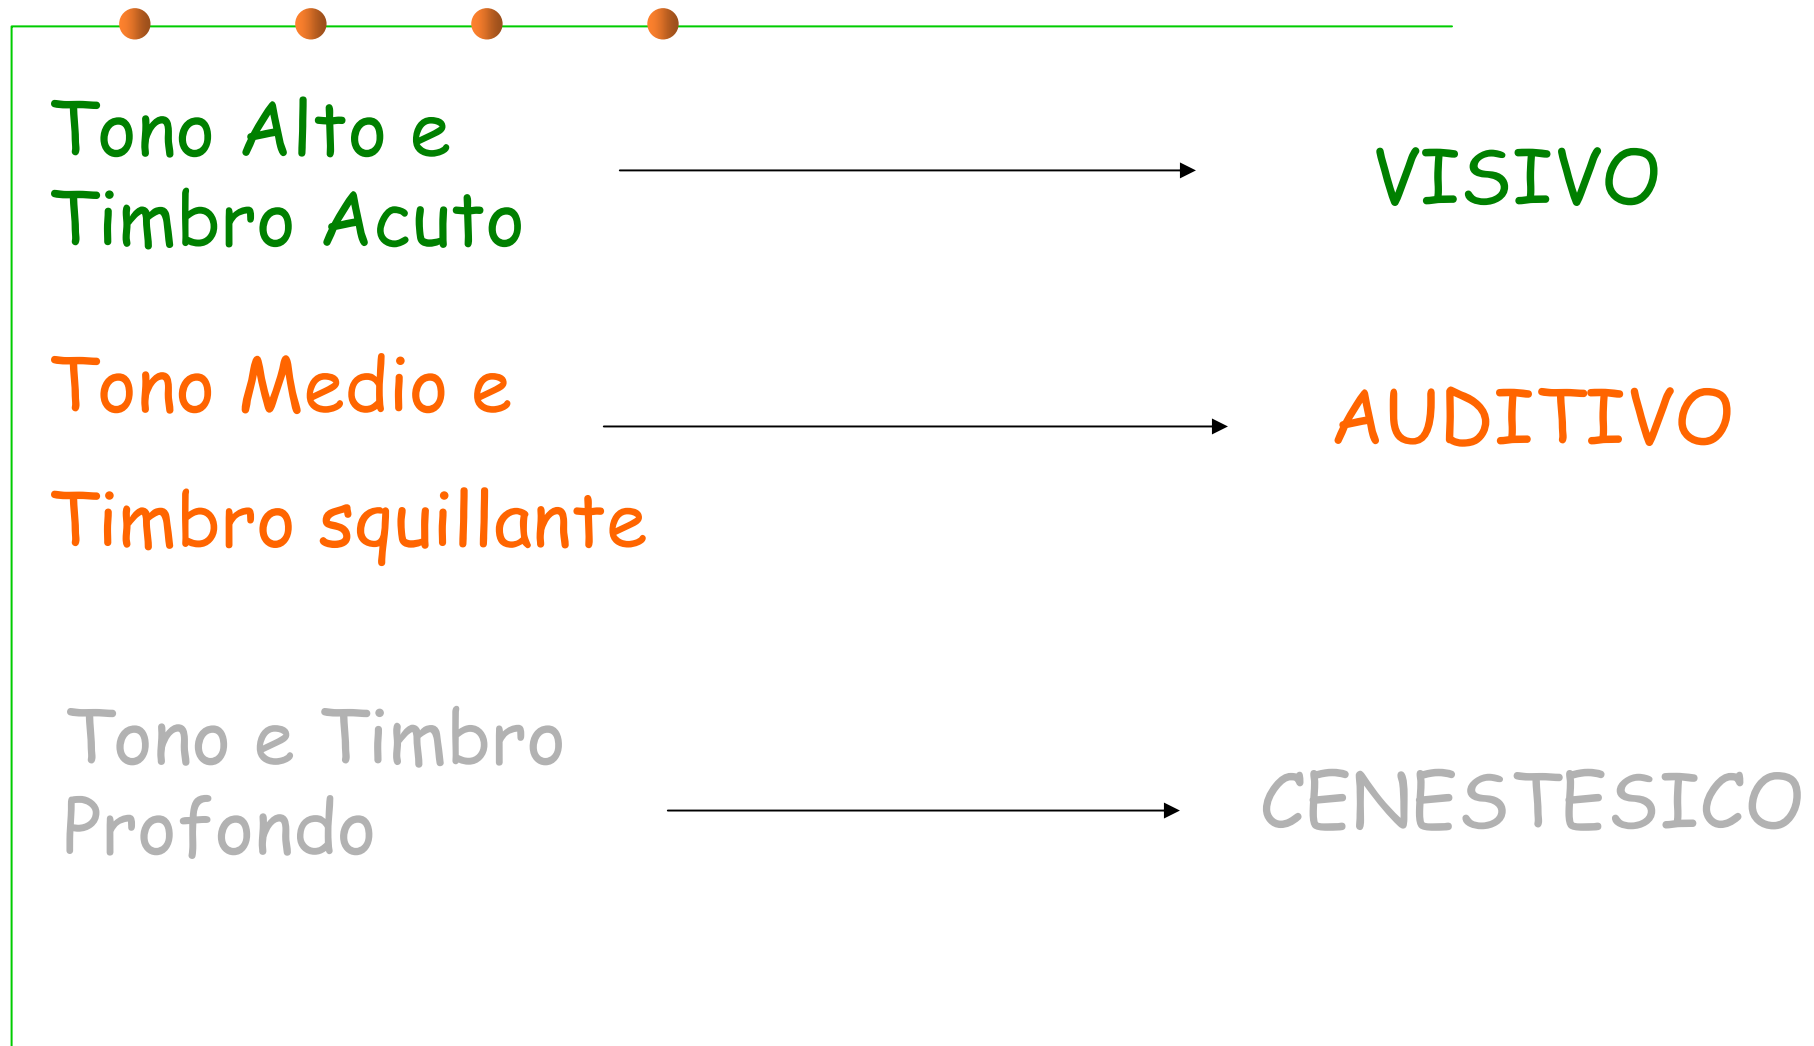 Tono Alto e
Timbro Acuto
VISIVO
Tono Medio e
Timbro squillante
AUDITIVO
Tono e Timbro
Profondo
CENESTESICO